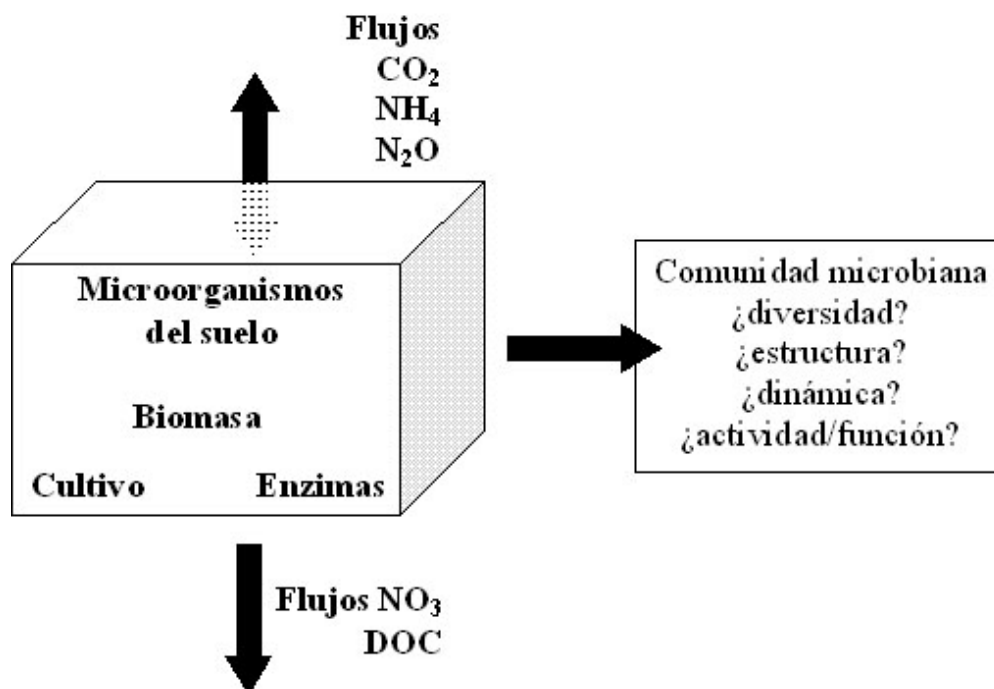 Flujos
CO₂
NH₄
N₂O
Microorganismos
del suelo
Biomasa
Cultivo Enzimas
Comunidad microbiana
¿diversidad?
¿estructura?
¿dinámica?
¿actividad/función?
Flujos NO₃
DOC